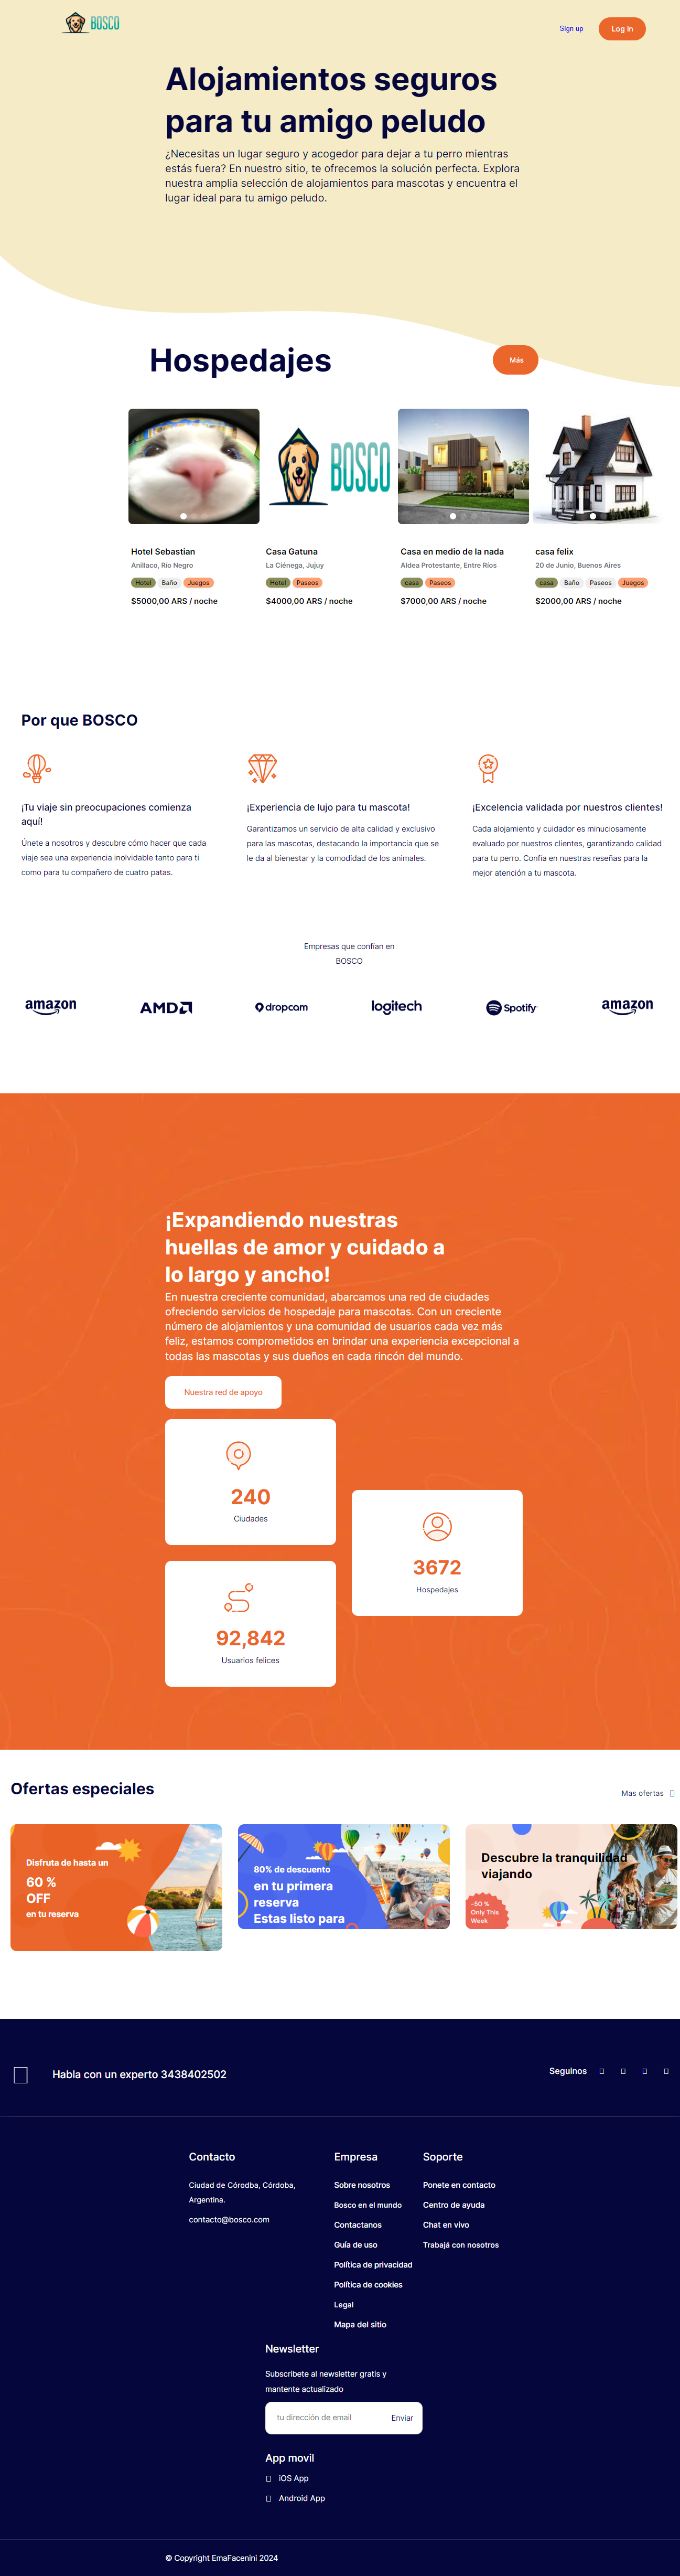 BOSCO
Sign up
Log In
Alojamientos seguros
para tu amigo peludo
¿Necesitas un lugar seguro y acogedor para dejar a tu perro mientras
estás fuera? En nuestro sitio, te ofrecemos la solución perfecta. Explora
nuestra amplia selección de alojamientos para mascotas y encuentra el
lugar ideal para tu amigo peludo.
Hospedajes
Más
BOSCO
Hotel Sebastian
Anillaco, Río Negro
Hotel Baño Juegos
$5000,00 ARS / noche
Casa Gatuna
La Ciénega, Jujuy
Hotel Paseos
$4000,00 ARS / noche
Casa en medio de la nada
Aldea Protestante, Entre Ríos
casa Paseos
$7000,00 ARS / noche
casa felix
20 de Junio, Buenos Aires
casa Baño Paseos Juegos
$2000,00 ARS / noche
Por que BOSCO
¡Tu viaje sin preocupaciones comienza
aquí!
Únete a nosotros y descubre cómo hacer que cada
viaje sea una experiencia inolvidable tanto para ti
como para tu compañero de cuatro patas.
¡Experiencia de lujo para tu mascota!
Garantizamos un servicio de alta calidad y exclusivo
para las mascotas, destacando la importancia que se
le da al bienestar y la comodidad de los animales.
¡Excelencia validada por nuestros clientes!
Cada alojamiento y cuidador es minuciosamente
evaluado por nuestros clientes, garantizando calidad
para tu perro. Confía en nuestras reseñas para la
mejor atención a tu mascota.
Empresas que confían en
BOSCO
amazon
AMD
dropcam
logitech
Spotify
amazon
¡Expandiendo nuestras
huellas de amor y cuidado a
lo largo y ancho!
En nuestra creciente comunidad, abarcamos una red de ciudades
ofreciendo servicios de hospedaje para mascotas. Con un creciente
número de alojamientos y una comunidad de usuarios cada vez más
feliz, estamos comprometidos en brindar una experiencia excepcional a
todas las mascotas y sus dueños en cada rincón del mundo.
Nuestra red de apoyo
240
Ciudades
3672
Hospedajes
92,842
Usuarios felices
Ofertas especiales
Mas ofertas
Disfruta de hasta un
60 %
OFF
en tu reserva
80% de descuento
en tu primera
reserva
Estas listo para
Descubre la tranquilidad
viajando
-50 %
Only This
Week
Habla con un experto 3438402502
Seguinos
Contacto
Ciudad de Córodba, Córdoba,
Argentina.
contacto@bosco.com
Empresa
Sobre nosotros
Bosco en el mundo
Contactanos
Guía de uso
Política de privacidad
Política de cookies
Legal
Mapa del sitio
Soporte
Ponete en contacto
Centro de ayuda
Chat en vivo
Trabajá con nosotros
Newsletter
Subscribete al newsletter gratis y
mantente actualizado
tu dirección de email
Enviar
App movil
iOS App
Android App
© Copyright EmaFacenini 2024